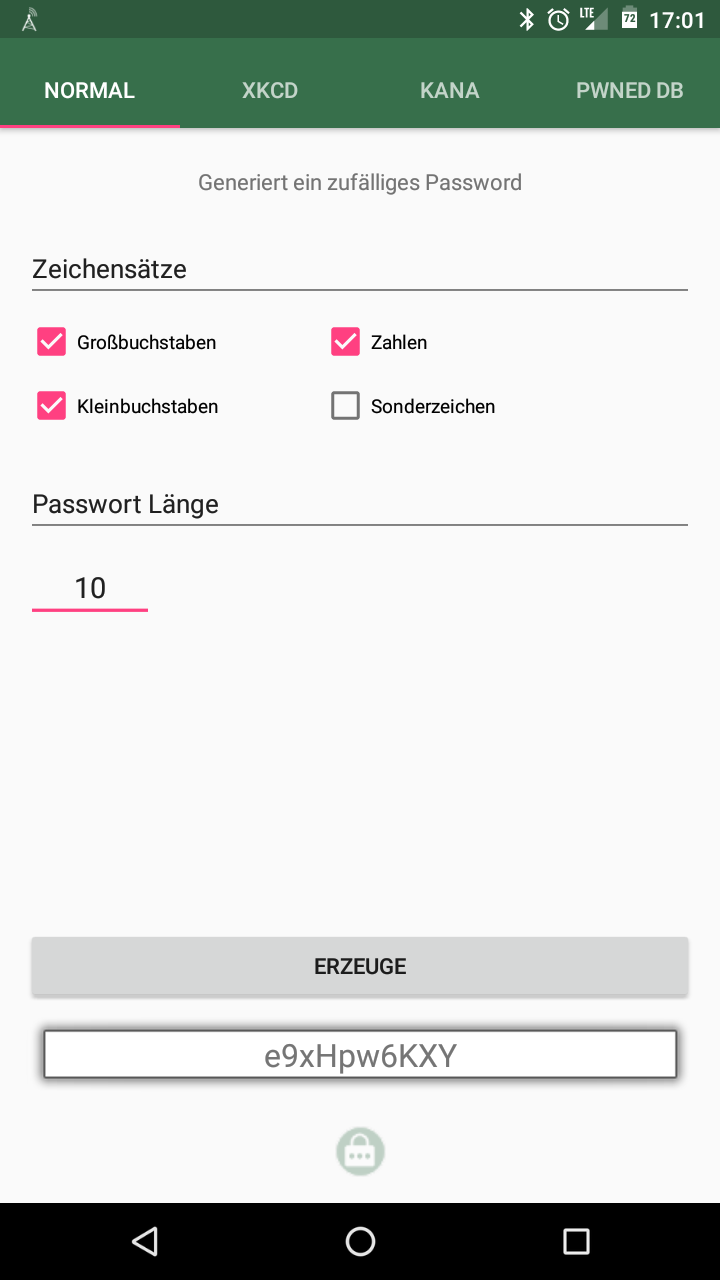 LTE 72 17:01
NORMAL XKCD KANA PWNED DB
Generiert ein zufälliges Password
Zeichensätze
Großbuchstaben Zahlen
Kleinbuchstaben Sonderzeichen
Passwort Länge
10
ERZEUGE
e9xHpw6KXY